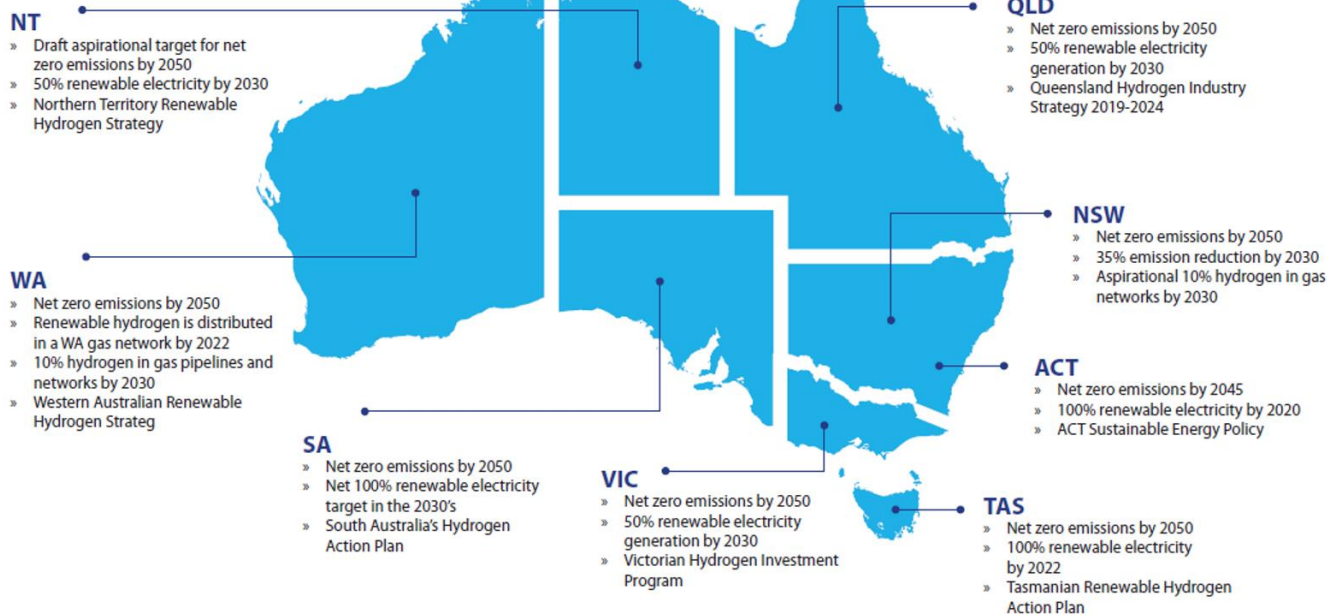 NT
» Draft aspirational target for net
zero emissions by 2050
» 50% renewable electricity by 2030
» Northern Territory Renewable
Hydrogen Strategy
QLD
» Net zero emissions by 2050
» 50% renewable electricity
generation by 2030
» Queensland Hydrogen Industry
Strategy 2019-2024
NSW
» Net zero emissions by 2050
» 35% emission reduction by 2030
» Aspirational 10% hydrogen in gas
networks by 2030
WA
» Net zero emissions by 2050
» Renewable hydrogen is distributed
in a WA gas network by 2022
» 10% hydrogen in gas pipelines and
networks by 2030
» Western Australian Renewable
Hydrogen Strateg
ACT
» Net zero emissions by 2045
» 100% renewable electricity by 2020
» ACT Sustainable Energy Policy
SA
» Net zero emissions by 2050
» Net 100% renewable electricity
target in the 2030's
» South Australia's Hydrogen
Action Plan
VIC
» Net zero emissions by 2050
» 50% renewable electricity
generation by 2030
» Victorian Hydrogen Investment
Program
TAS
» Net zero emissions by 2050
» 100% renewable electricity
by 2022
» Tasmanian Renewable Hydrogen
Action Plan